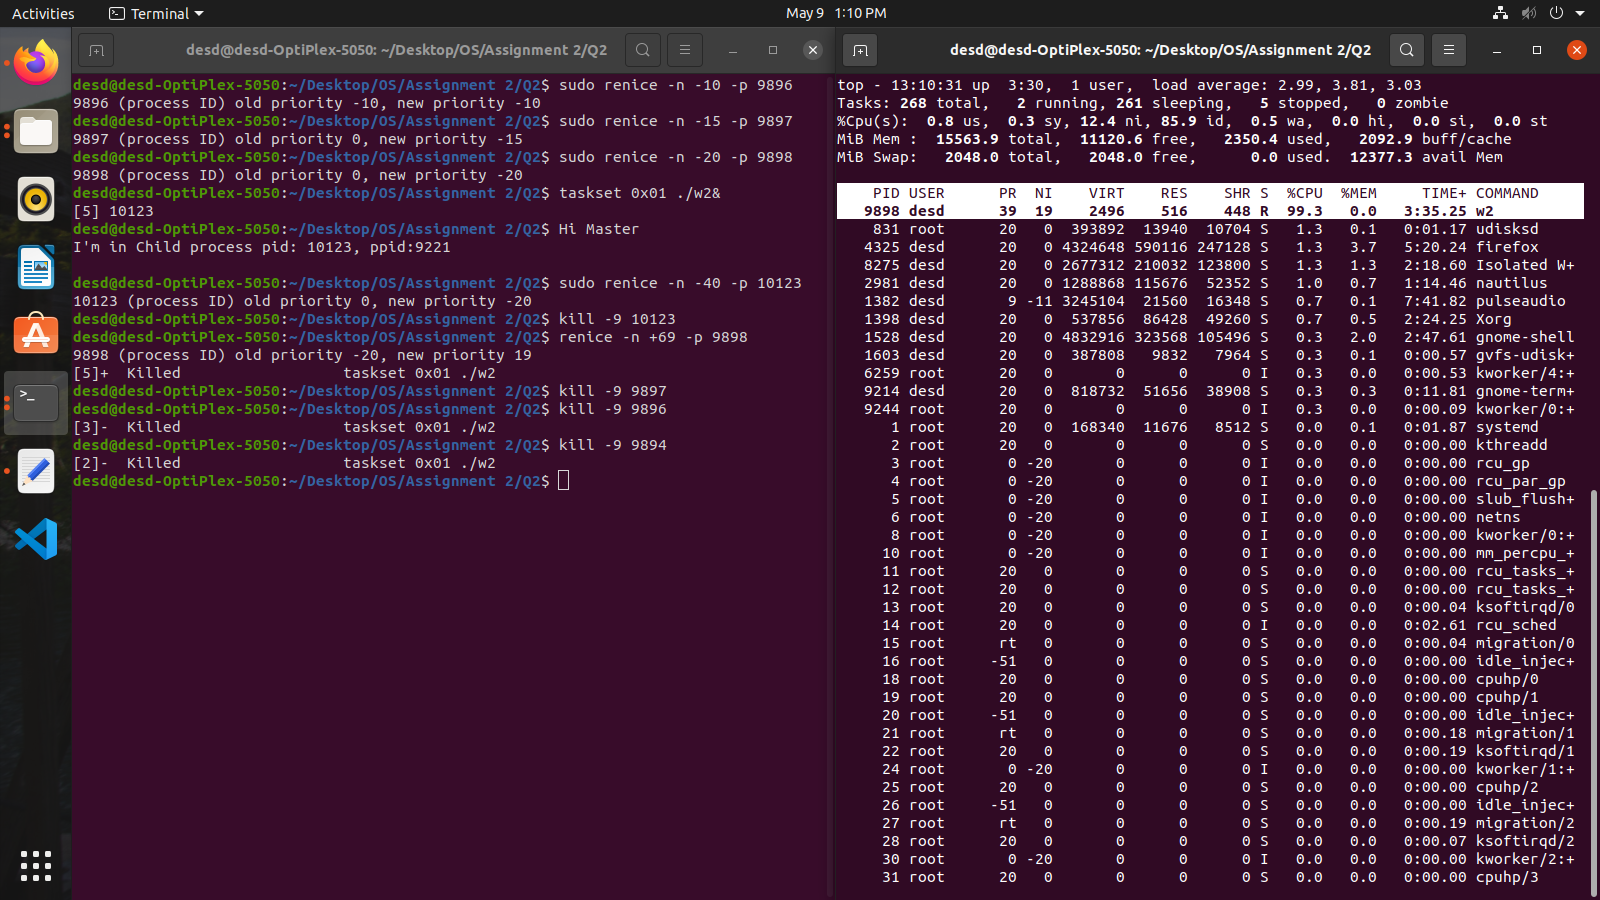 Activities
Terminal
May 9 1:10 PM
desd@desd-OptiPlex-5050: ~/Desktop/OS/Assignment 2/Q2
desd@desd-OptiPlex-5050:~/Desktop/OS/Assignment 2/Q2$ sudo renice -n -10 -p 9896
9896 (process ID) old priority -10, new priority -10
desd@desd-OptiPlex-5050:~/Desktop/OS/Assignment 2/Q2$ sudo renice -n -15 -p 9897
9897 (process ID) old priority 0, new priority -15
desd@desd-OptiPlex-5050:~/Desktop/OS/Assignment 2/Q2$ sudo renice -n -20 -p 9898
9898 (process ID) old priority 0, new priority -20
desd@desd-OptiPlex-5050:~/Desktop/OS/Assignment 2/Q2$ taskset 0x01 ./w2&
[5] 10123
desd@desd-OptiPlex-5050:~/Desktop/OS/Assignment 2/Q2$ Hi Master
I'm in Child process pid: 10123, ppid:9221
desd@desd-OptiPlex-5050:~/Desktop/OS/Assignment 2/Q2$ sudo renice -n -40 -p 10123
10123 (process ID) old priority 0, new priority -20
desd@desd-OptiPlex-5050:~/Desktop/OS/Assignment 2/Q2$ kill -9 10123
desd@desd-OptiPlex-5050:~/Desktop/OS/Assignment 2/Q2$ renice -n +69 -p 9898
9898 (process ID) old priority -20, new priority 19
[5]+  Killed                  taskset 0x01 ./w2
desd@desd-OptiPlex-5050:~/Desktop/OS/Assignment 2/Q2$ kill -9 9897
desd@desd-OptiPlex-5050:~/Desktop/OS/Assignment 2/Q2$ kill -9 9896
[3]-  Killed                  taskset 0x01 ./w2
desd@desd-OptiPlex-5050:~/Desktop/OS/Assignment 2/Q2$ kill -9 9894
[2]-  Killed                  taskset 0x01 ./w2
desd@desd-OptiPlex-5050:~/Desktop/OS/Assignment 2/Q2$
desd@desd-OptiPlex-5050: ~/Desktop/OS/Assignment 2/Q2
top - 13:10:31 up  3:30,  1 user,  load average: 2.99, 3.81, 3.03
Tasks: 268 total,   2 running, 261 sleeping,   5 stopped,   0 zombie
%Cpu(s):  0.8 us,  0.3 sy, 12.4 ni, 85.9 id,  0.5 wa,  0.0 hi,  0.0 si,  0.0 st
MiB Mem :  15563.9 total,  11120.6 free,   2350.4 used,   2092.9 buff/cache
MiB Swap:   2048.0 total,   2048.0 free,      0.0 used.  12377.3 avail Mem
PID USER      PR  NI    VIRT    RES    SHR S  %CPU  %MEM     TIME+ COMMAND
9898 desd      39  19    2496    516    448 R  99.3   0.0   3:35.25 w2
831 root      20   0  393892  13940  10704 S   1.3   0.1   0:01.17 udisksd
4325 desd      20   0 4324648 590116 247128 S   1.3   3.7   5:20.24 firefox
8275 desd      20   0 2677312 210032 123800 S   1.3   1.3   2:18.60 Isolated W+
2981 desd      20   0 1288868 115676  52352 S   1.0   0.7   1:14.46 nautilus
1382 desd       9 -11 3245104  21560  16348 S   0.7   0.1   7:41.82 pulseaudio
1398 desd      20   0  537856  86428  49260 S   0.7   0.5   2:24.25 Xorg
1528 desd      20   0 4832916 323568 105496 S   0.3   2.0   2:47.61 gnome-shell
1603 desd      20   0  387808   9832   7964 S   0.3   0.1   0:00.57 gvfs-udisk+
6259 root      20   0       0      0      0 I   0.3   0.0   0:00.53 kworker/4:+
9214 desd      20   0  818732  51656  38908 S   0.3   0.3   0:11.81 gnome-term+
9244 root      20   0       0      0      0 I   0.3   0.0   0:00.09 kworker/0:+
1 root      20   0  168340  11676   8512 S   0.0   0.1   0:01.87 systemd
2 root      20   0       0      0      0 S   0.0   0.0   0:00.00 kthreadd
3 root       0 -20       0      0      0 I   0.0   0.0   0:00.00 rcu_gp
4 root       0 -20       0      0      0 I   0.0   0.0   0:00.00 rcu_par_gp
5 root       0 -20       0      0      0 I   0.0   0.0   0:00.00 slub_flush+
6 root       0 -20       0      0      0 I   0.0   0.0   0:00.00 netns
8 root       0 -20       0      0      0 I   0.0   0.0   0:00.00 kworker/0:+
10 root       0 -20       0      0      0 I   0.0   0.0   0:00.00 mm_percpu_+
11 root      20   0       0      0      0 S   0.0   0.0   0:00.00 rcu_tasks_+
12 root      20   0       0      0      0 S   0.0   0.0   0:00.00 rcu_tasks_+
13 root      20   0       0      0      0 S   0.0   0.0   0:00.04 ksoftirqd/0
14 root      20   0       0      0      0 I   0.0   0.0   0:02.61 rcu_sched
15 root      rt   0       0      0      0 S   0.0   0.0   0:00.04 migration/0
16 root     -51   0       0      0      0 S   0.0   0.0   0:00.00 idle_injec+
18 root      20   0       0      0      0 S   0.0   0.0   0:00.00 cpuhp/0
19 root      20   0       0      0      0 S   0.0   0.0   0:00.00 cpuhp/1
20 root     -51   0       0      0      0 S   0.0   0.0   0:00.00 idle_injec+
21 root      rt   0       0      0      0 S   0.0   0.0   0:00.18 migration/1
22 root      20   0       0      0      0 S   0.0   0.0   0:00.19 ksoftirqd/1
24 root       0 -20       0      0      0 I   0.0   0.0   0:00.00 kworker/1:+
25 root      20   0       0      0      0 S   0.0   0.0   0:00.00 cpuhp/2
26 root     -51   0       0      0      0 S   0.0   0.0   0:00.00 idle_injec+
27 root      rt   0       0      0      0 S   0.0   0.0   0:00.19 migration/2
28 root      20   0       0      0      0 S   0.0   0.0   0:00.07 ksoftirqd/2
30 root       0 -20       0      0      0 I   0.0   0.0   0:00.00 kworker/2:+
31 root      20   0       0      0      0 S   0.0   0.0   0:00.00 cpuhp/3